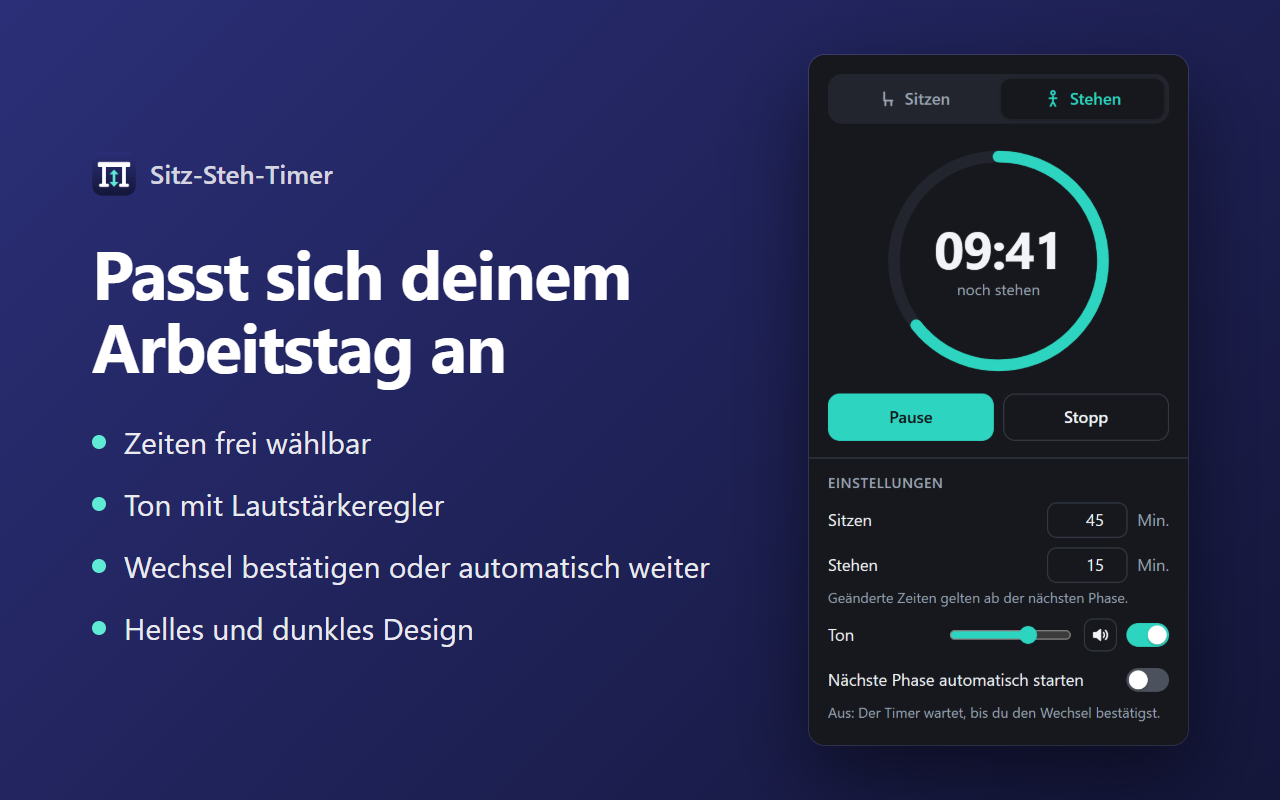 Sitz-Steh-Timer
Passt sich deinem
Arbeitstag an
Zeiten frei wählbar
Ton mit Lautstärkeregler
Wechsel bestätigen oder automatisch weiter
Helles und dunkles Design
Sitzen Stehen
09:41
noch stehen
Pause Stopp
EINSTELLUNGEN
Sitzen 45 Min.
Stehen 15 Min.
Geänderte Zeiten gelten ab der nächsten Phase.
Ton
Nächste Phase automatisch starten
Aus: Der Timer wartet, bis du den Wechsel bestätigst.